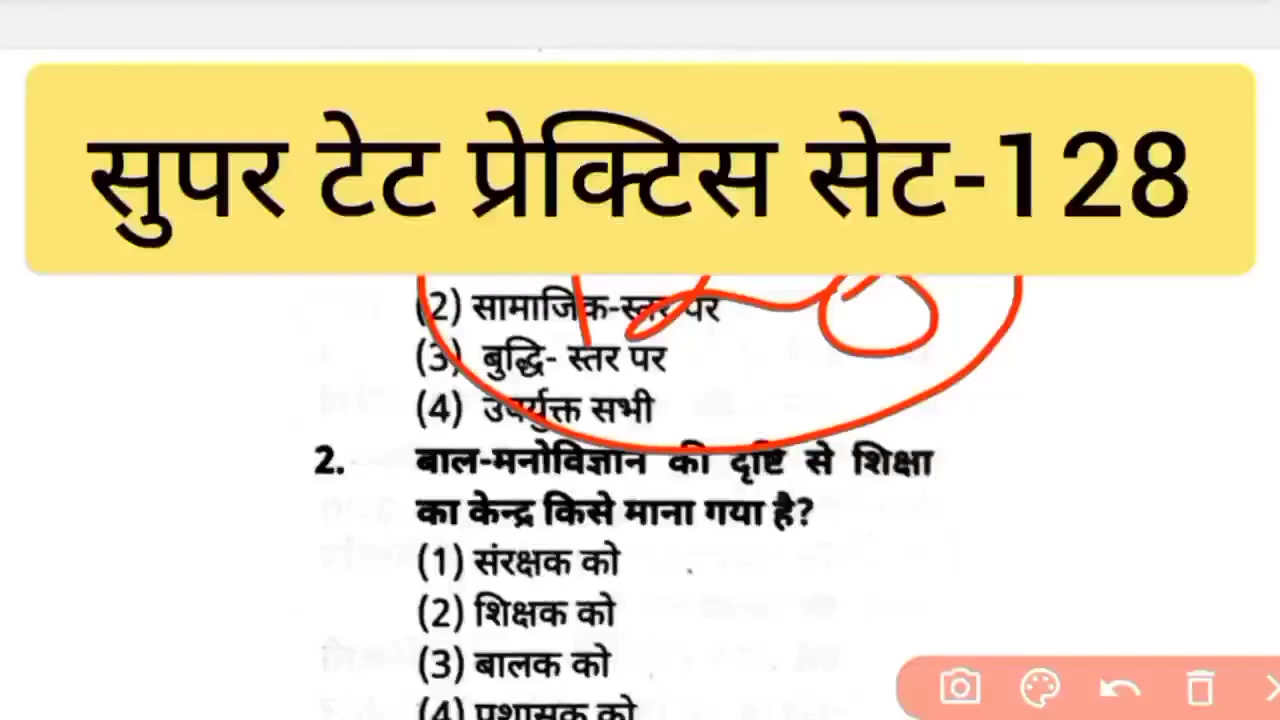 सुपर टेट प्रेक्टिस सेट-128
128
(2) सामाजिक-स्तर पर
(3) बुद्धि- स्तर पर
(4) उपर्युक्त सभी
2. बाल-मनोविज्ञान की दृष्टि से शिक्षा
का केन्द्र किसे माना गया है?
(1) संरक्षक को
(2) शिक्षक को
(3) बालक को
(4) प्रशासक को